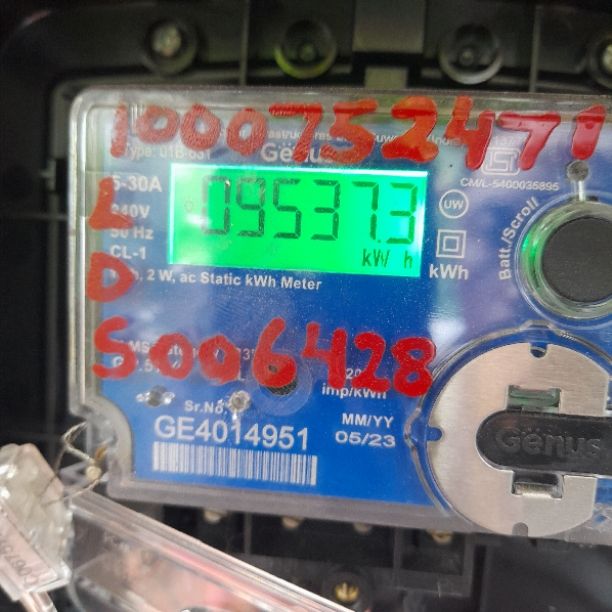 1000752471
Genus
Type: 01B-631
CM/L-5400035895
5-30A
09537.3
UW
240V
L
50 Hz
kW h
kWh
Batt./Scroll
CL-1
D
2 W, ac Static kWh Meter
S006428
imp/kWh
Sr.No
MM/YY
GE4014951
05/23
Genus